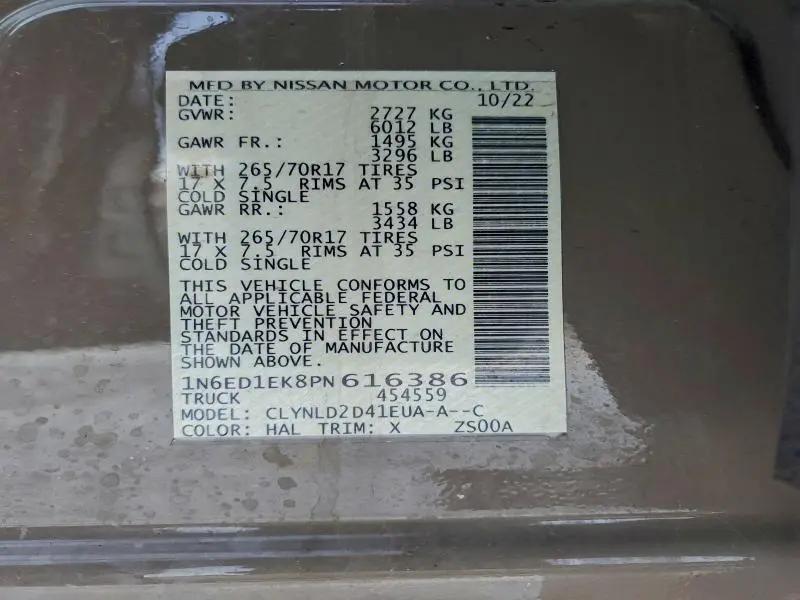 MFD BY NISSAN MOTOR CO., LTD.
DATE: 10/22
GVWR: 2727 KG
6012 LB
GAWR FR.: 1495 KG
3296 LB
WITH 265/70R17 TIRES
17 X 7.5 RIMS AT 35 PSI
COLD SINGLE
GAWR RR.: 1558 KG
3434 LB
WITH 265/70R17 TIRES
17 X 7.5 RIMS AT 35 PSI
COLD SINGLE
THIS VEHICLE CONFORMS TO
ALL APPLICABLE FEDERAL
MOTOR VEHICLE SAFETY AND
THEFT PREVENTION
STANDARDS IN EFFECT ON
THE DATE OF MANUFACTURE
SHOWN ABOVE.
1N6ED1EK8PN616386
TRUCK 454559
MODEL: CLYNLD2D41EUA-A--C
COLOR: HAL TRIM: X ZS00A